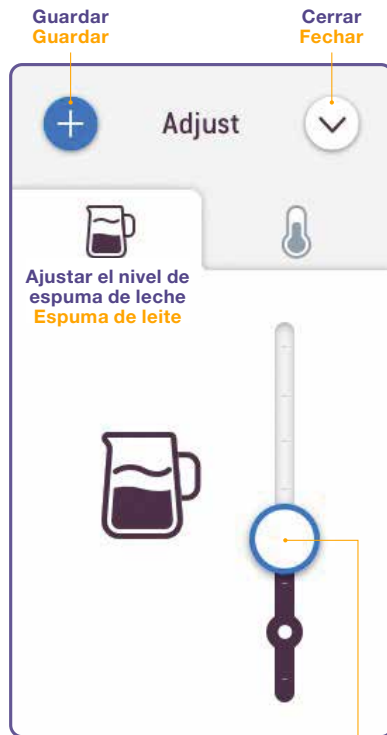 Guardar
Guardar
Cerrar
Fechar
Adjust
Ajustar el nivel de
espuma de leche
Espuma de leite